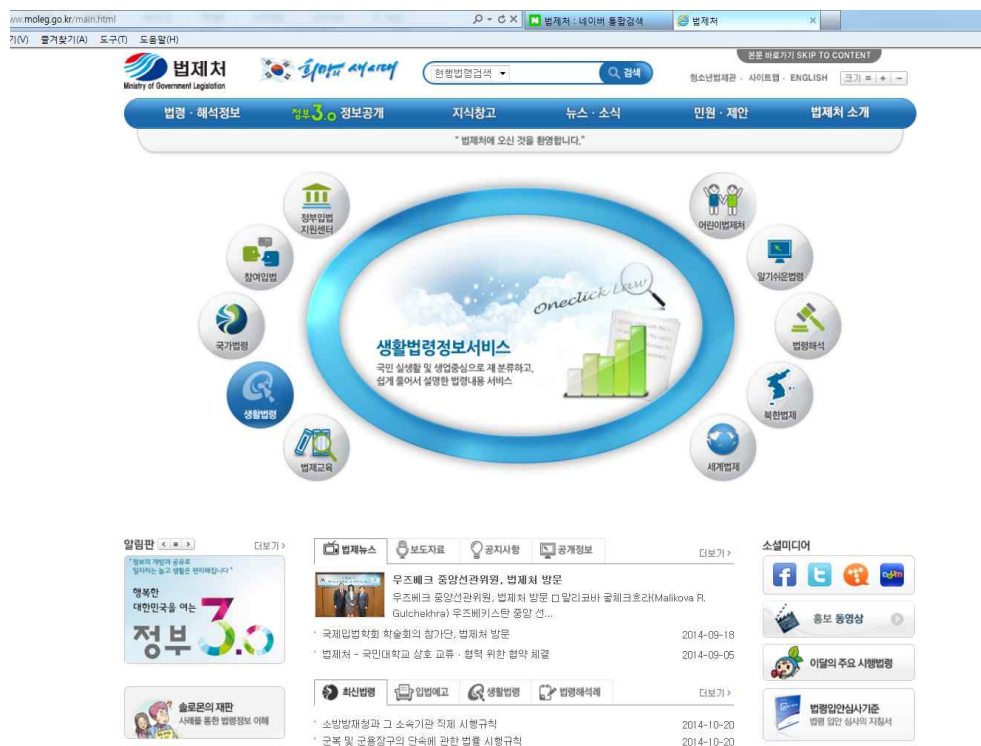 ww.moleg.go.kr/main.html
법제처 : 네이버 통합검색
법제처
기(V) 즐겨찾기(A) 도구(T) 도움말(H)
본문 바로가기 SKIP TO CONTENT
법제처
Ministry of Government Legislation
희망의 새시대
현행법령검색
검색
청소년법제관 · 사이트맵 · ENGLISH
크기 = + -
법령 · 해석정보
정부3.0 정보공개
지식창고
뉴스 · 소식
민원 · 제안
법제처 소개
" 법제처에 오신 것을 환영합니다."
정부입법
지원센터
어린이법제처
참여입법
알기쉬운법령
국가법령
법령해석
생활법령
북한법제
법제교육
세계법제
Oneclick Law
생활법령정보서비스
국민 실생활 및 생업중심으로 재 분류하고,
쉽게 풀어서 설명한 법령내용 서비스
알림판
더보기 >
행복한
대한민국을 여는
정부 3.0
솔로몬의 재판
사례를 통한 법령정보 이해
법제뉴스
보도자료
공지사항
공개정보
더보기 >
우즈베크 중앙선관위원, 법제처 방문
우즈베크 중앙선관위원, 법제처 방문 □ 말리코바 굴체크흐라(Malikova R.
Gulchekhra) 우즈베키스탄 중앙 선...
· 국제입법학회 학술회의 참가단, 법제처 방문 2014-09-18
· 법제처 - 국민대학교 상호 교류 · 협력 위한 협약 체결 2014-09-05
최신법령
입법예고
생활법령
법령해석례
더보기 >
· 소방방재청과 그 소속기관 직제 시행규칙 2014-10-20
· 군복 및 군용장구의 단속에 관한 법률 시행규칙 2014-10-20
소셜미디어
홍보 동영상
이달의 주요 시행법령
법령입안심사기준
법령 입안 심사의 지침서